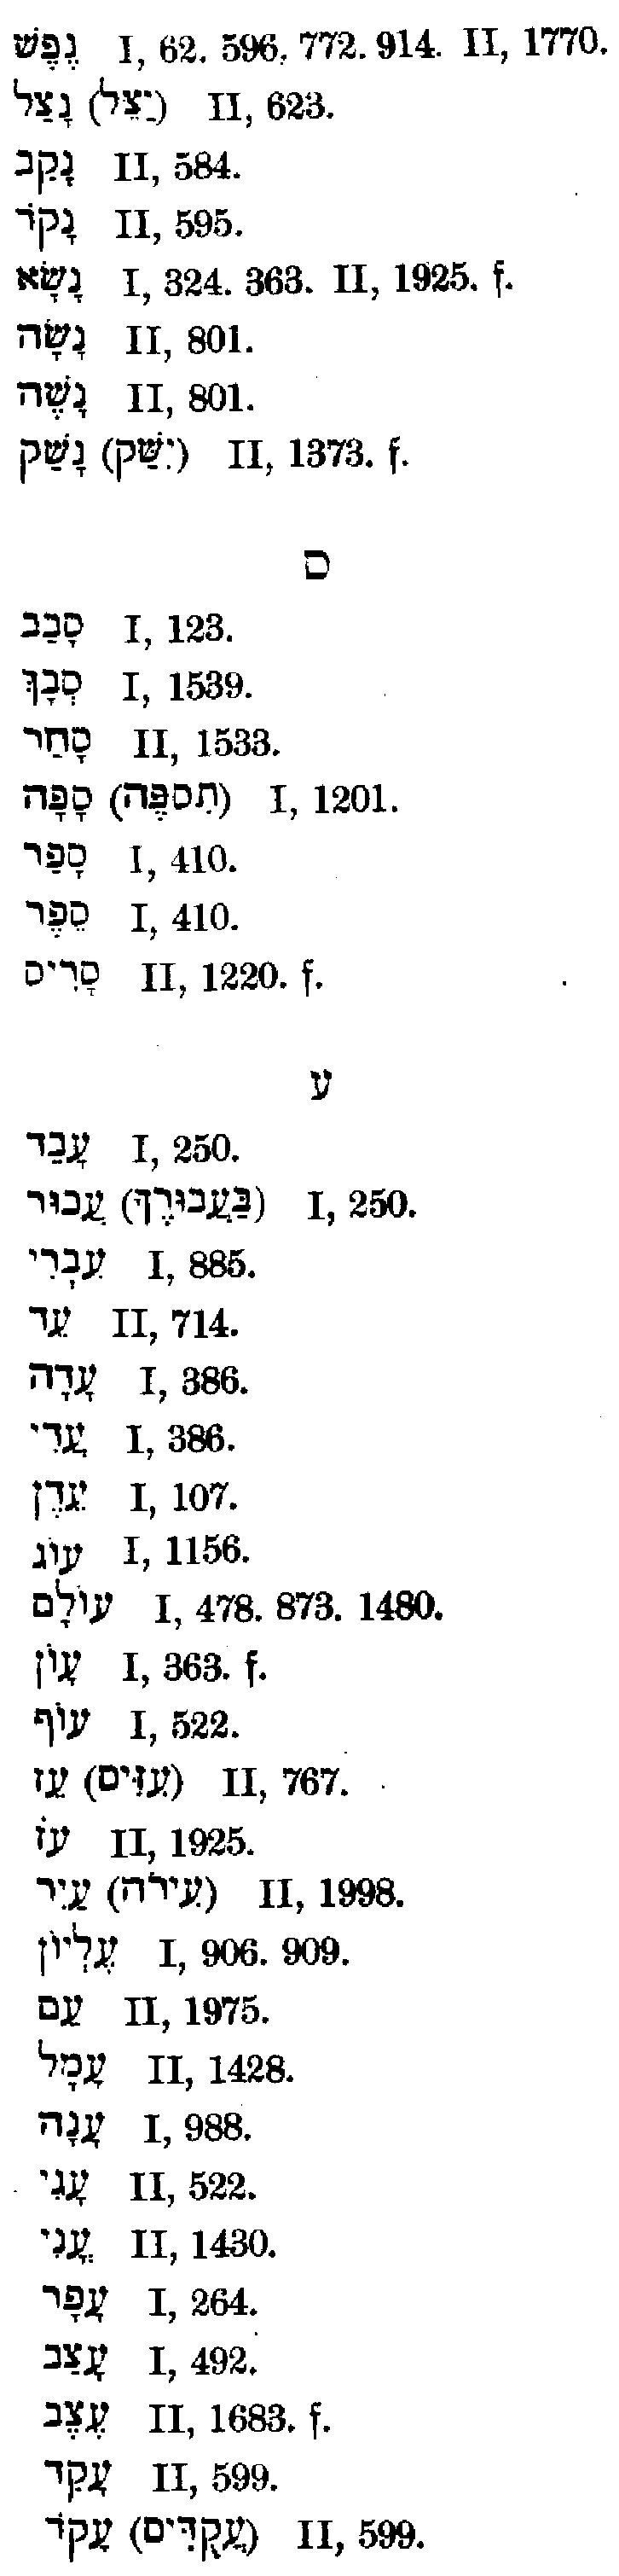 נֶפֶשׁ I, 62. 596. 772. 914. II, 1770.
נָצַל (יַצֵּל) II, 623.
נָקַב II, 584.
נָקֹד II, 595.
נָשָׂא I, 324. 363. II, 1925. f.
נָשָׁה II, 801.
נָשֶׁה II, 801.
נָשַׁק (יִשַּׁק) II, 1373. f.
ס
סָבַב I, 123.
סְבָךְ I, 1539.
סָחַר II, 1533.
סָפָה (תִּספֶּה) I, 1201.
סָפַר I, 410.
סֵפֶר I, 410.
סָרִיס II, 1220. f.
ע
עָבַד I, 250.
עֲבוּר (בַּעֲבוּרֶךָ) I, 250.
עִבְרִי I, 885.
עֵד II, 714.
עָדָה I, 386.
עֲדִי I, 386.
עֵדֶן I, 107.
עוֹג I, 1156.
עוֹלָם I, 478. 873. 1480.
עָוֹן I, 363. f.
עוֹף I, 522.
עֵז (עִזִּים) II, 767.
עֹז II, 1925.
עַיִר (עִירֹה) II, 1998.
עֶלְיוֹן I, 906. 909.
עַם II, 1975.
עָמָל II, 1428.
עָנָה I, 988.
עָנִי II, 522.
עֳנִי II, 1430.
עָפָר I, 264.
עָצַב I, 492.
עֶצֶב II, 1683. f.
עָקַד II, 599.
עָקֹד (עֲקֻדִּים) II, 599.